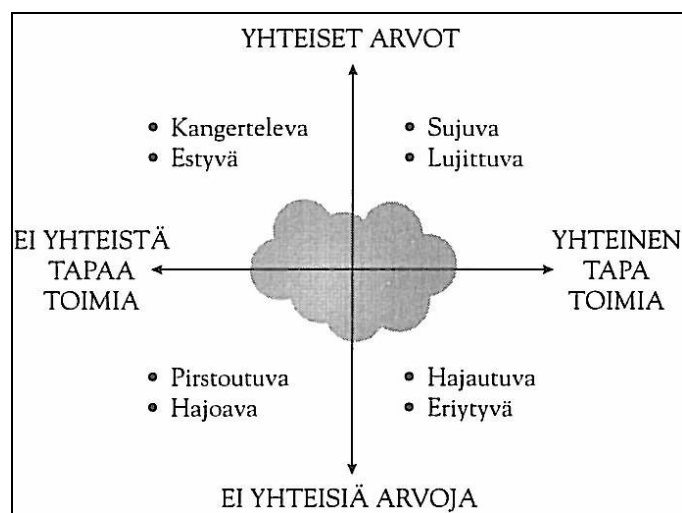 YHTEISET ARVOT
• Kangerteleva
• Estyvä
• Sujuva
• Lujittuva
EI YHTEISTÄ
TAPAA
TOIMIA
YHTEINEN
TAPA
TOIMIA
• Pirstoutuva
• Hajoava
• Hajautuva
• Eriytyvä
EI YHTEISIÄ ARVOJA